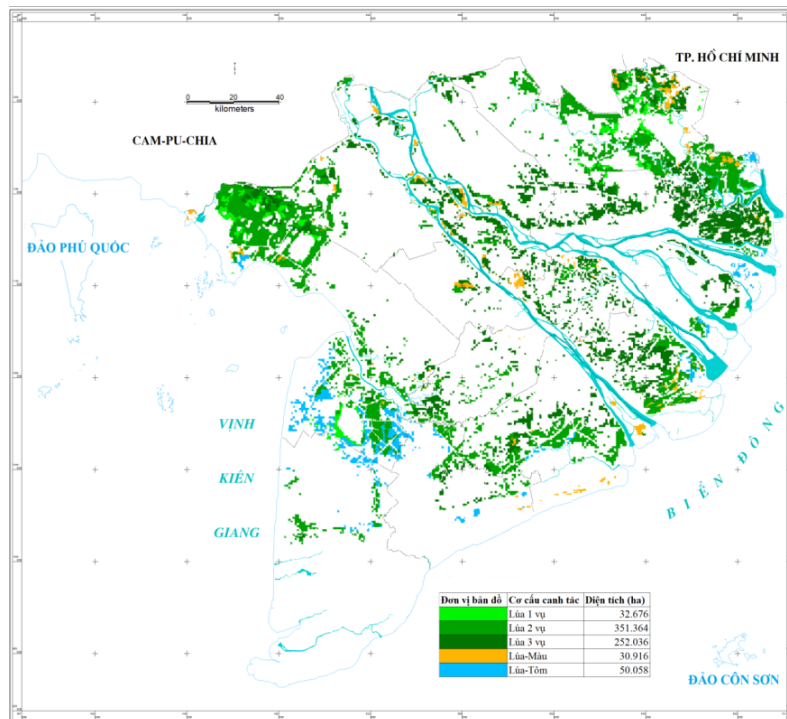 TP. HỒ CHÍ MINH
0 20 40
kilometers
CAM-PU-CHIA
ĐẢO PHÚ QUỐC
VỊNH
KIÊN
GIANG
BIỂN ĐÔNG
Đơn vị bản đồ Cơ cấu canh tác Diện tích (ha)
Lúa 1 vụ 32.676
Lúa 2 vụ 351.364
Lúa 3 vụ 252.036
Lúa-Màu 30.916
Lúa-Tôm 50.058
ĐẢO CÔN SƠN